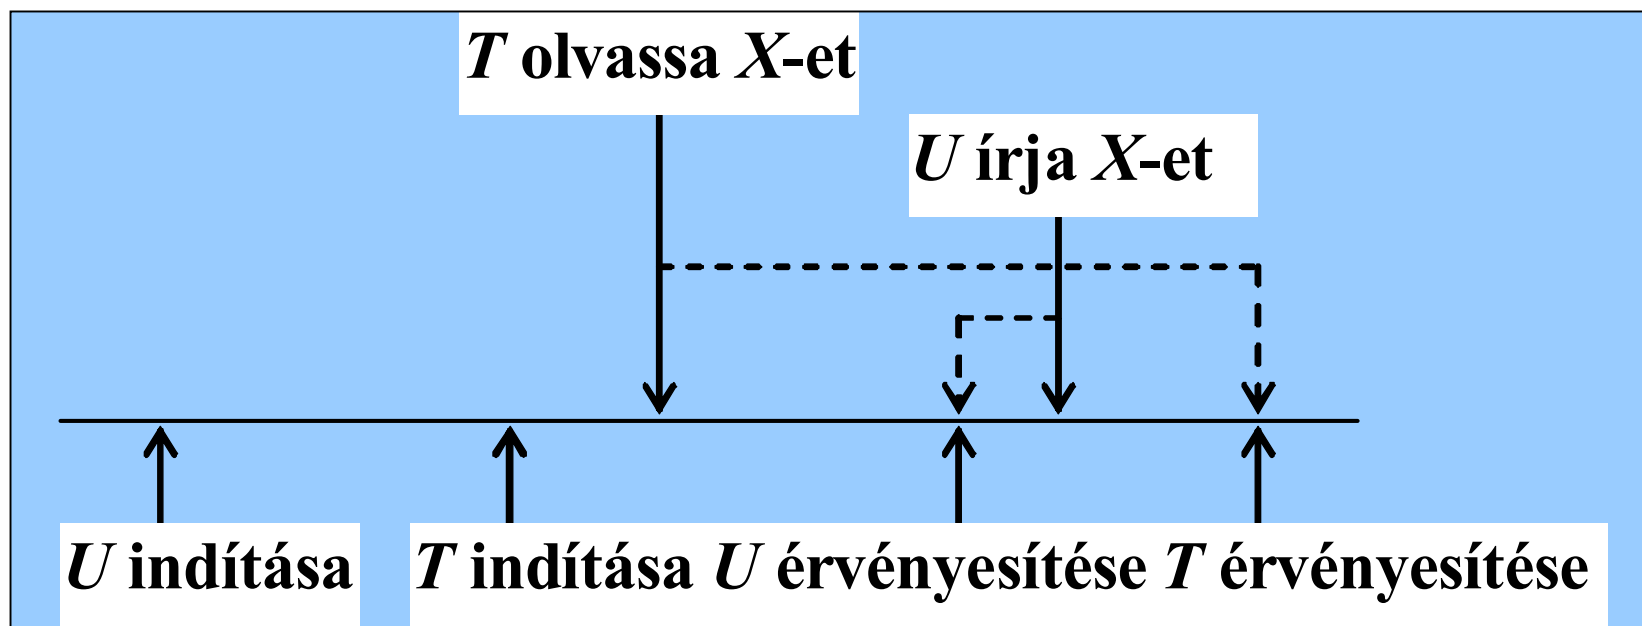 T olvassa X-et
U írja X-et
U indítása T indítása U érvényesítése T érvényesítése